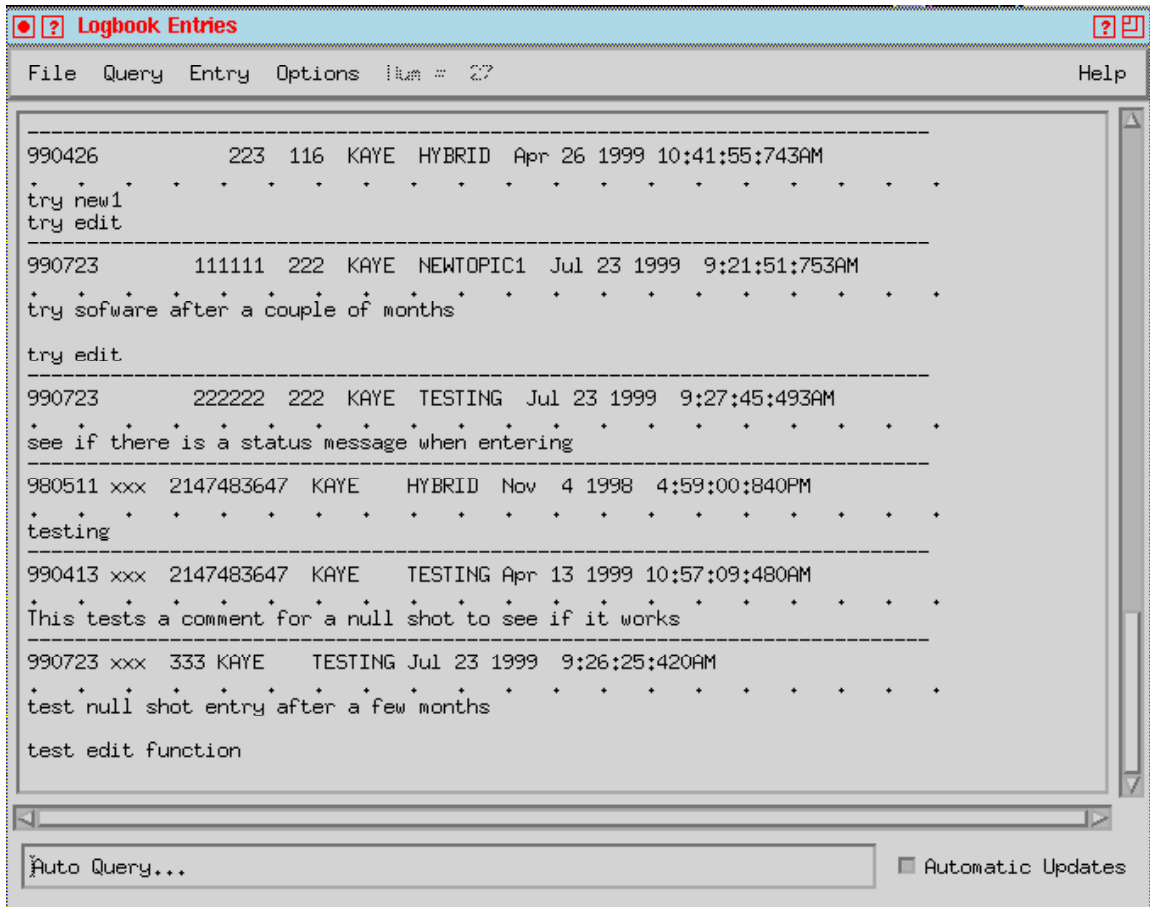 Logbook Entries
File Query Entry Options Num = 27 Help
--------------------------------------------------------------------------
990426 223 116 KAYE HYBRID Apr 26 1999 10:41:55:743AM
. . . . . . . . . . . . . . . . . . . .
try new1
try edit
--------------------------------------------------------------------------
990723 111111 222 KAYE NEWTOPIC1 Jul 23 1999 9:21:51:753AM
. . . . . . . . . . . . . . . . . . . .
try sofware after a couple of months
try edit
--------------------------------------------------------------------------
990723 222222 222 KAYE TESTING Jul 23 1999 9:27:45:493AM
. . . . . . . . . . . . . . . . . . . .
see if there is a status message when entering
--------------------------------------------------------------------------
980511 xxx 2147483647 KAYE HYBRID Nov 4 1998 4:59:00:840PM
. . . . . . . . . . . . . . . . . . . .
testing
--------------------------------------------------------------------------
990413 xxx 2147483647 KAYE TESTING Apr 13 1999 10:57:09:480AM
. . . . . . . . . . . . . . . . . . . .
This tests a comment for a null shot to see if it works
--------------------------------------------------------------------------
990723 xxx 333 KAYE TESTING Jul 23 1999 9:26:25:420AM
. . . . . . . . . . . . . . . . . . . .
test null shot entry after a few months
test edit function
Auto Query... Automatic Updates